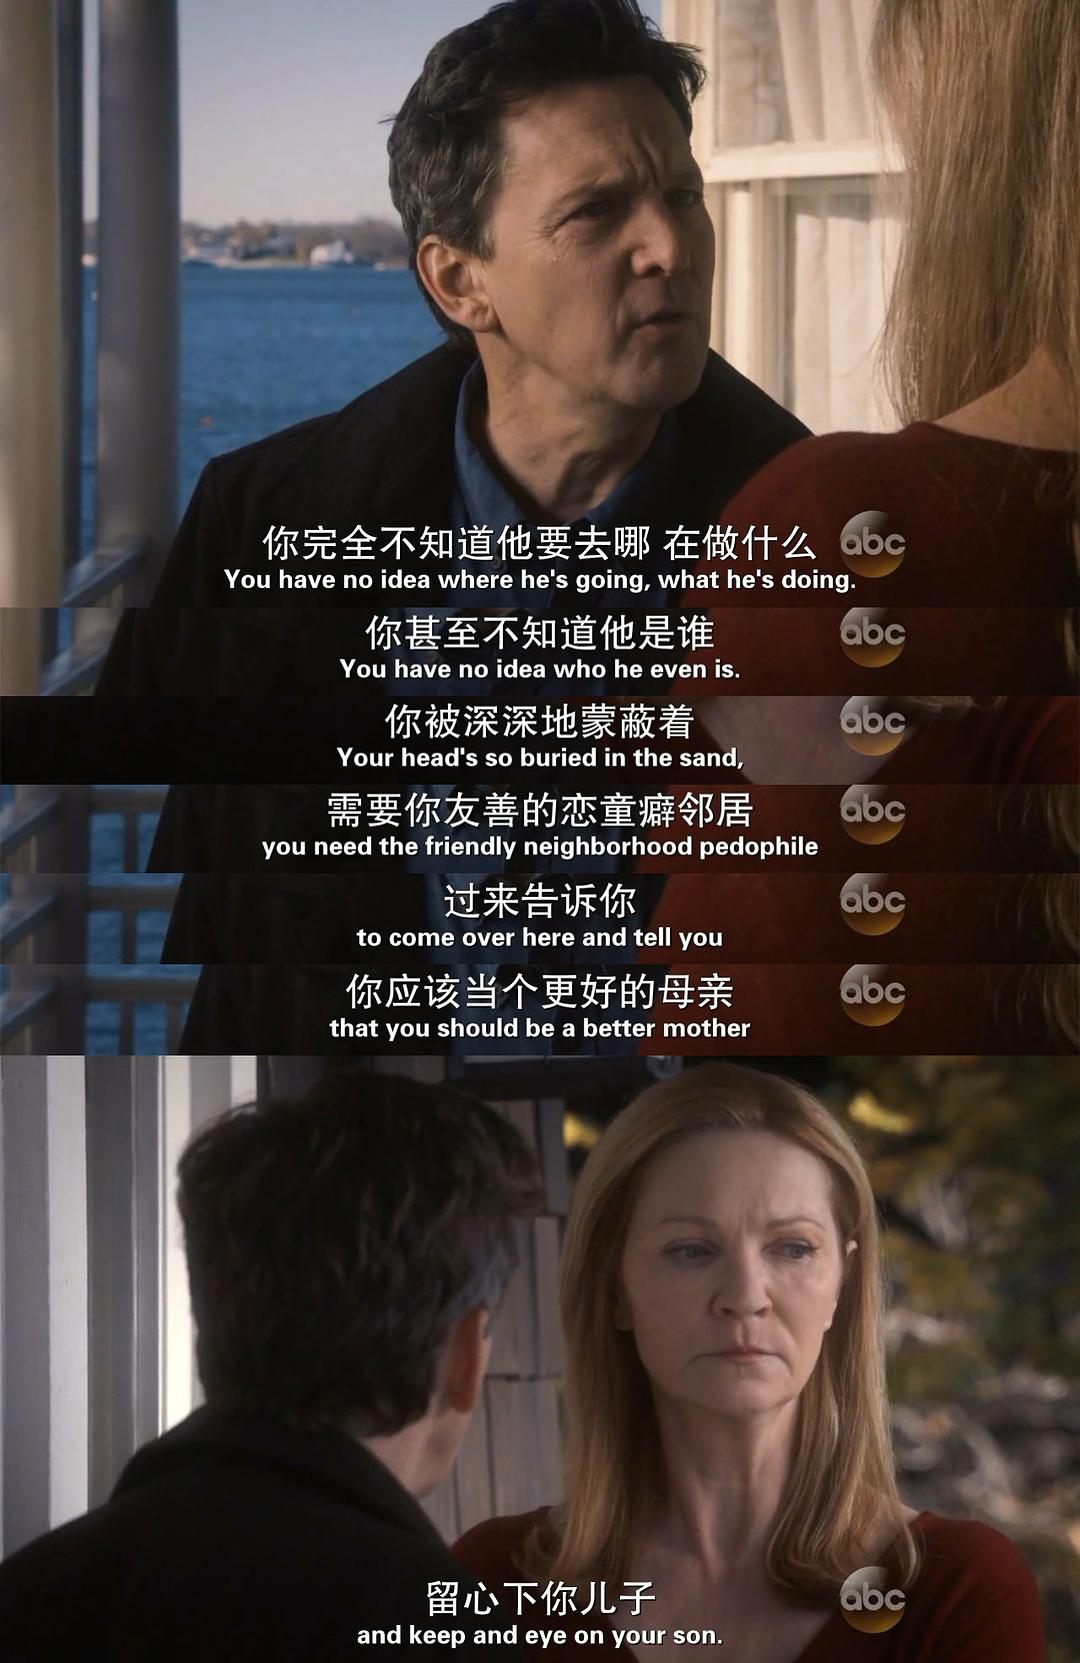 你完全不知道他要去哪 在做什么
abc
You have no idea where he's going, what he's doing.
你甚至不知道他是谁
abc
You have no idea who he even is.
你被深深地蒙蔽着
abc
Your head's so buried in the sand,
需要你友善的恋童癖邻居
abc
you need the friendly neighborhood pedophile
过来告诉你
abc
to come over here and tell you
你应该当个更好的母亲
abc
that you should be a better mother
留心下你儿子
abc
and keep and eye on your son.